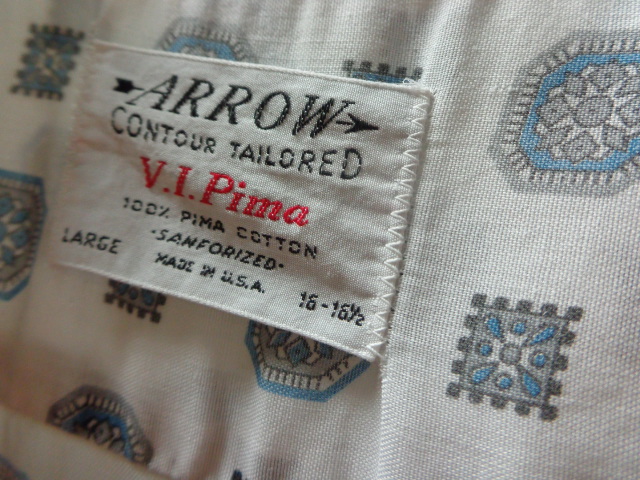 ARROW
CONTOUR TAILORED
V.I.Pima
100% PIMA COTTON
"SANFORIZED"
LARGE MADE IN U.S.A. 16-16½